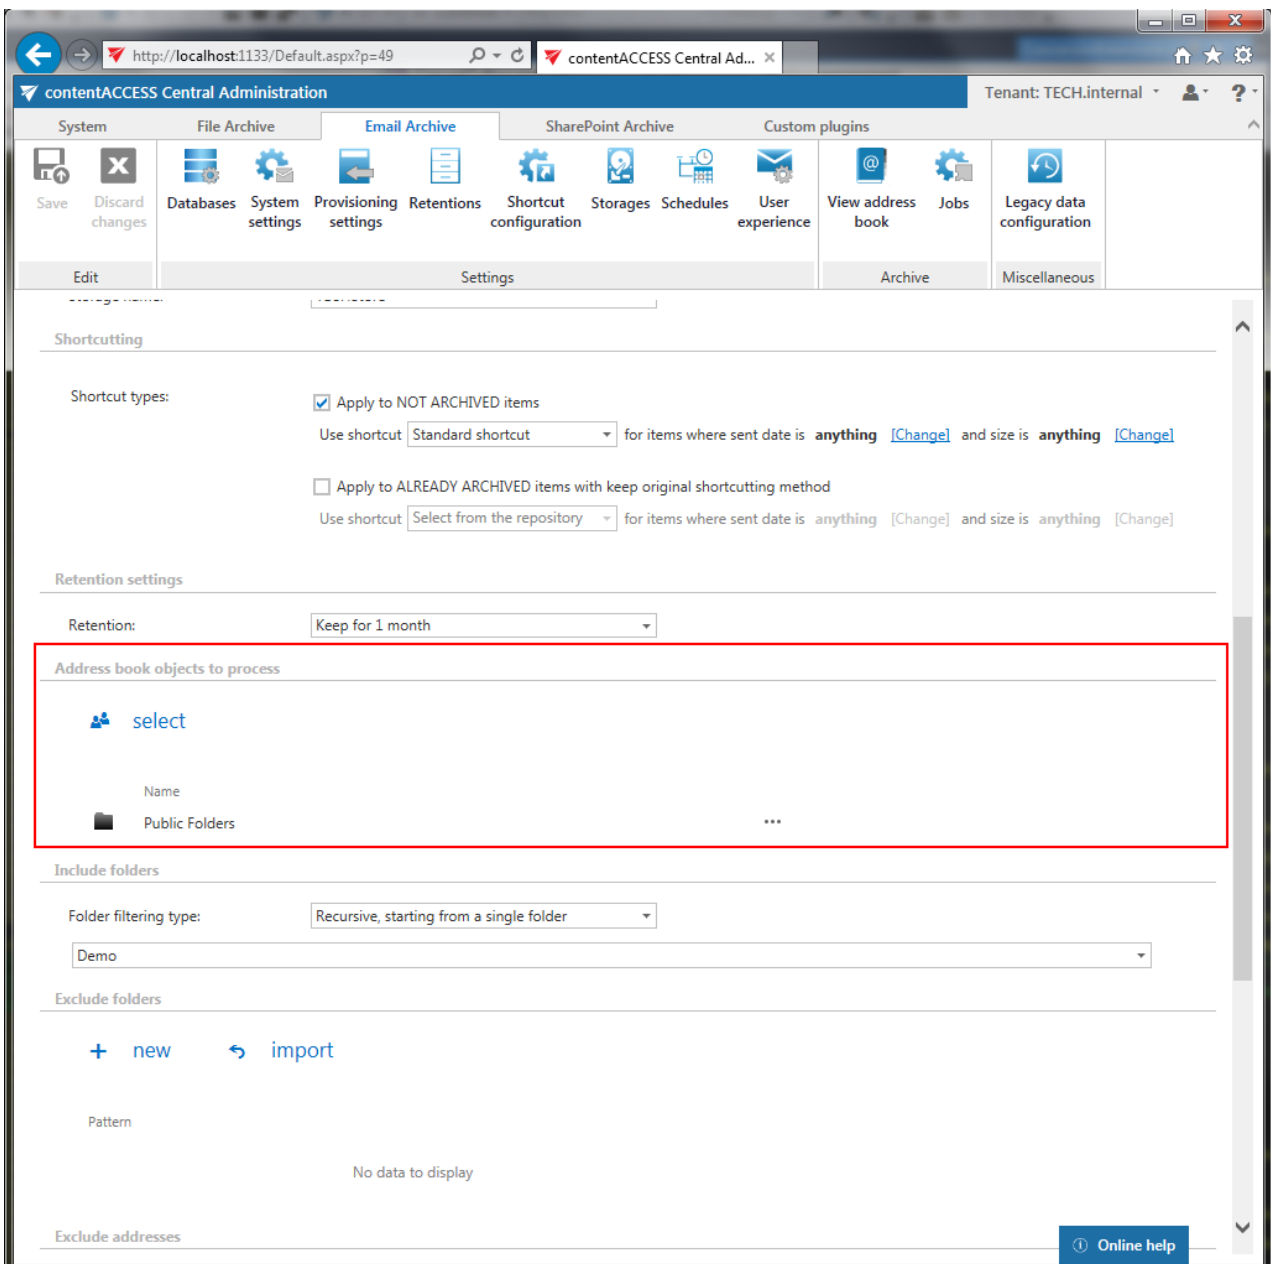 http://localhost:1133/Default.aspx?p=49
contentACCESS Central Ad...
contentACCESS Central Administration
Tenant: TECH.internal
?
System File Archive Email Archive SharePoint Archive Custom plugins
Save
Discard changes
Databases
System settings
Provisioning settings
Retentions
Shortcut configuration
Storages
Schedules
User experience
View address book
Jobs
Legacy data configuration
Edit Settings Archive Miscellaneous
Shortcutting
Shortcut types:
Apply to NOT ARCHIVED items
Use shortcut Standard shortcut for items where sent date is anything [Change] and size is anything [Change]
Apply to ALREADY ARCHIVED items with keep original shortcutting method
Use shortcut Select from the repository for items where sent date is anything [Change] and size is anything [Change]
Retention settings
Retention: Keep for 1 month
Address book objects to process
select
Name
Public Folders ...
Include folders
Folder filtering type: Recursive, starting from a single folder
Demo
Exclude folders
+ new import
Pattern
No data to display
Exclude addresses
Online help